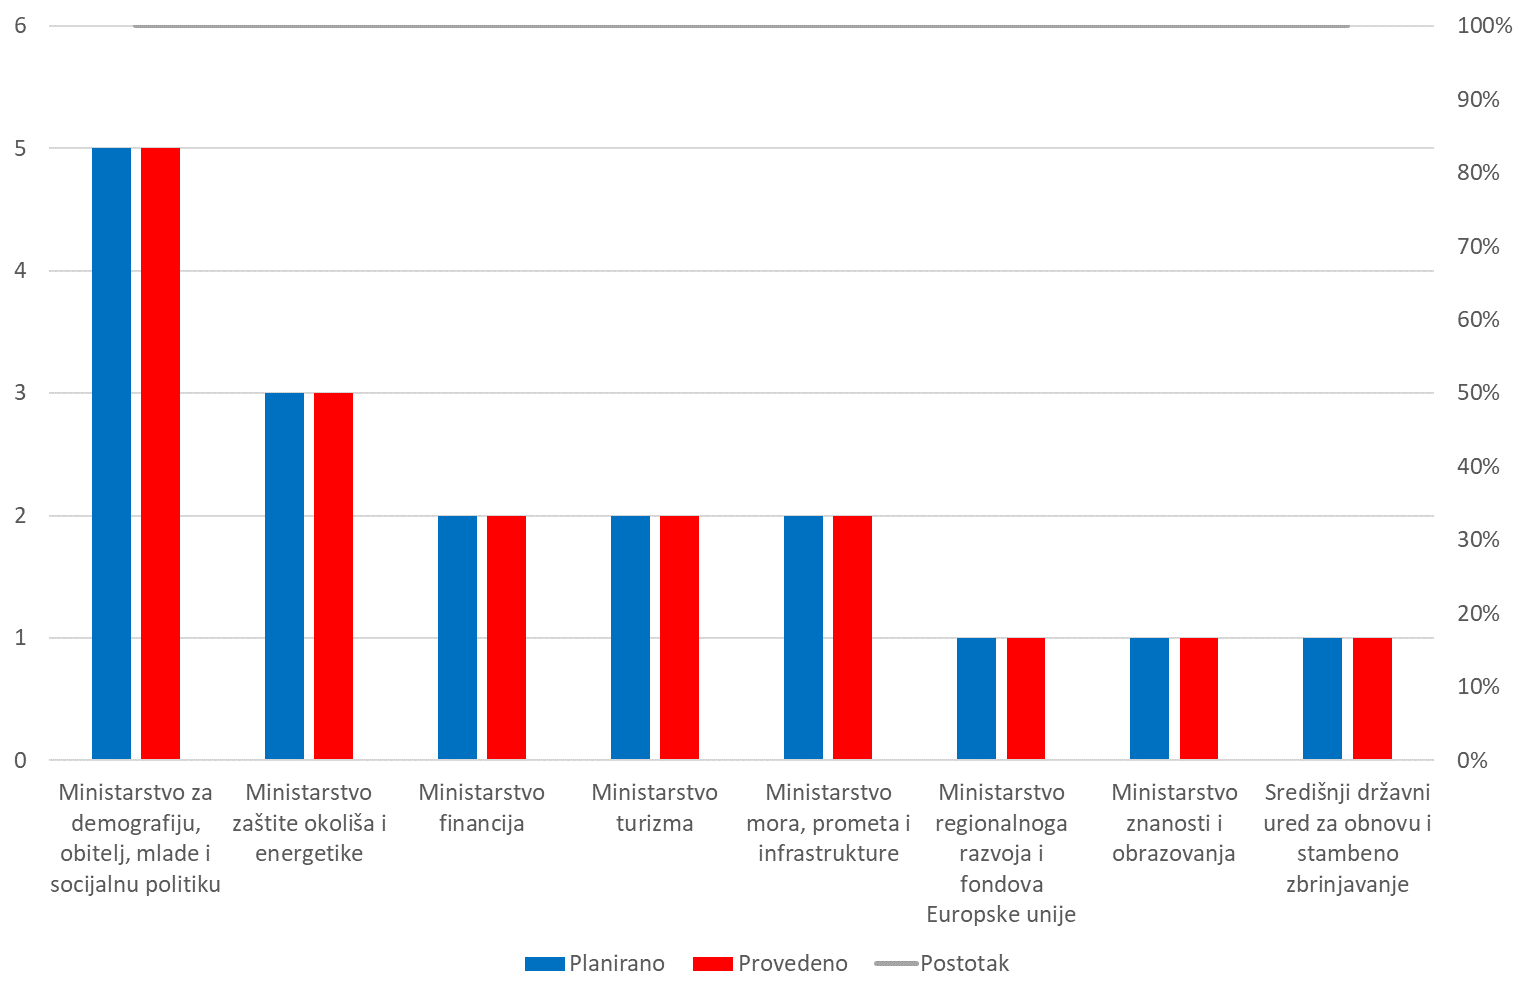 6
5
4
3
2
1
0
100%
90%
80%
70%
60%
50%
40%
30%
20%
10%
0%
Ministarstvo za
demografiju,
obitelj, mlade i
socijalnu politiku
Ministarstvo
zaštite okoliša i
energetike
Ministarstvo
financija
Ministarstvo
turizma
Ministarstvo
mora, prometa i
infrastrukture
Ministarstvo
regionalnoga
razvoja i
fondova
Europske unije
Ministarstvo
znanosti i
obrazovanja
Središnji državni
ured za obnovu i
stambeno
zbrinjavanje
Planirano
Provedeno
Postotak